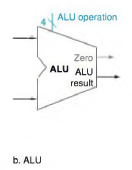 4 ALU operation
Zero
ALU ALU
result
b. ALU